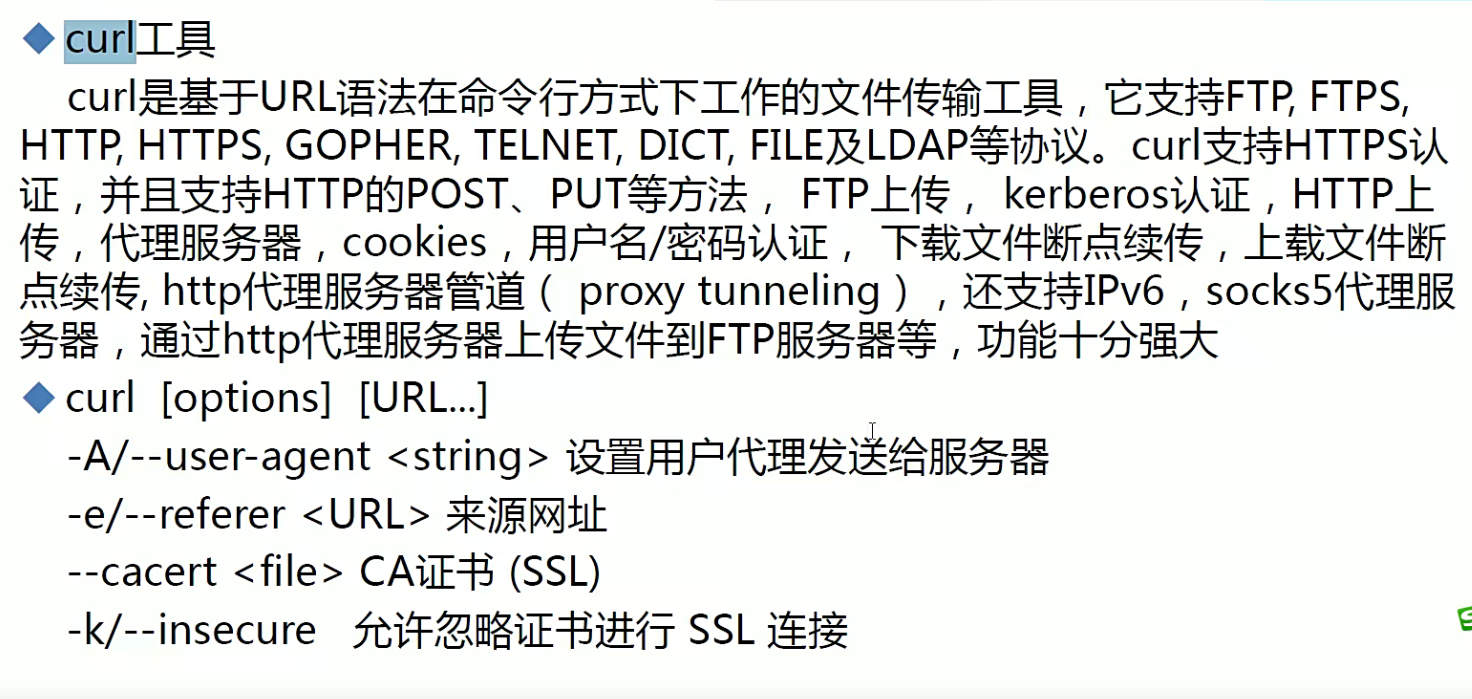 curl工具
curl是基于URL语法在命令行方式下工作的文件传输工具，它支持FTP, FTPS,
HTTP, HTTPS, GOPHER, TELNET, DICT, FILE及LDAP等协议。curl支持HTTPS认
证，并且支持HTTP的POST、PUT等方法， FTP上传， kerberos认证，HTTP上
传，代理服务器，cookies，用户名/密码认证， 下载文件断点续传，上载文件断
点续传, http代理服务器管道（ proxy tunneling），还支持IPv6，socks5代理服
务器，通过http代理服务器上传文件到FTP服务器等，功能十分强大
curl [options] [URL...]
-A/--user-agent <string> 设置用户代理发送给服务器
-e/--referer <URL> 来源网址
--cacert <file> CA证书 (SSL)
-k/--insecure 允许忽略证书进行 SSL 连接